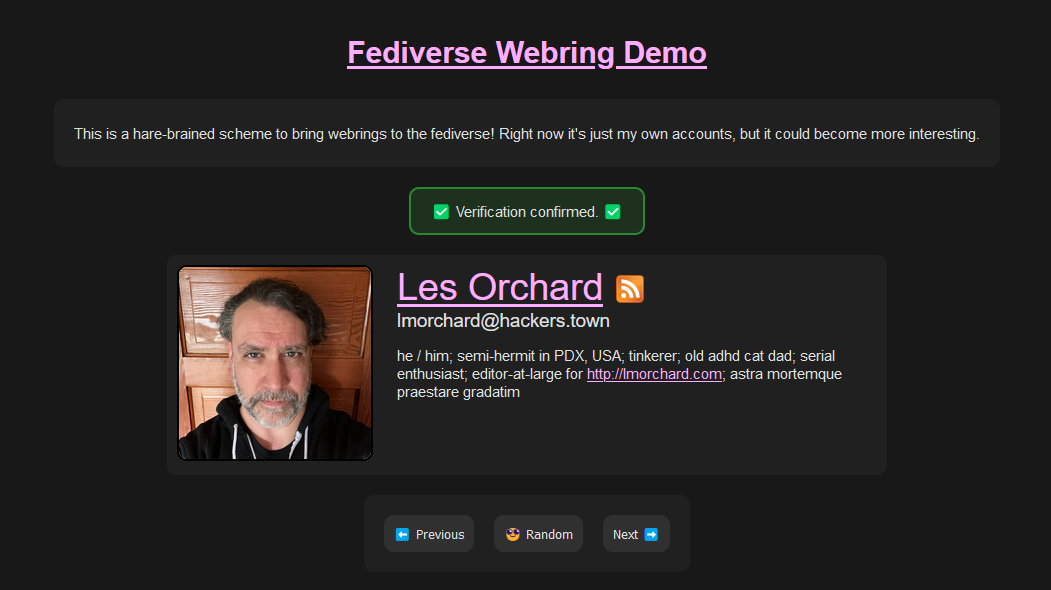 Fediverse Webring Demo
This is a hare-brained scheme to bring webrings to the fediverse! Right now it's just my own accounts, but it could become more interesting.
✅ Verification confirmed. ✅
Les Orchard
lmorchard@hackers.town
he / him; semi-hermit in PDX, USA; tinkerer; old adhd cat dad; serial
enthusiast; editor-at-large for http://lmorchard.com; astra mortemque
praestare gradatim
⬅️ Previous
Random
Next ➡️